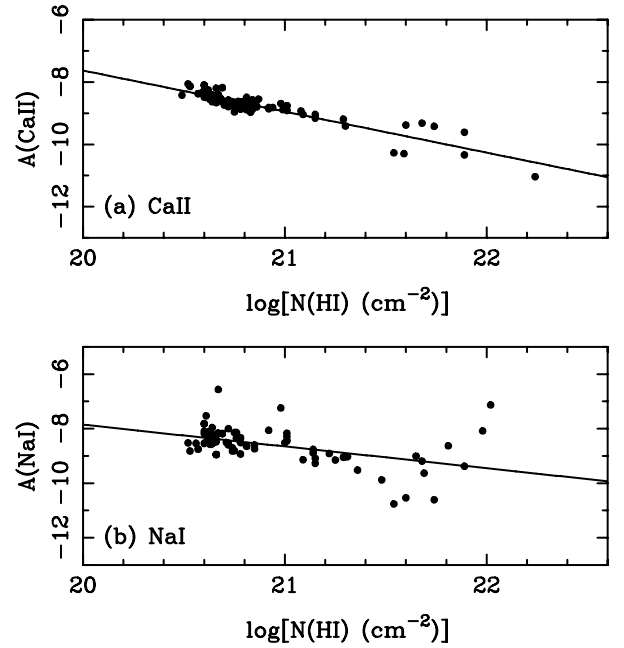 −6
−8
−10
−12
A(CaII)
(a) CaII
20 21 22
log[N(HI) (cm−2)]
−6
−8
−10
−12
A(NaI)
(b) NaI
20 21 22
log[N(HI) (cm−2)]